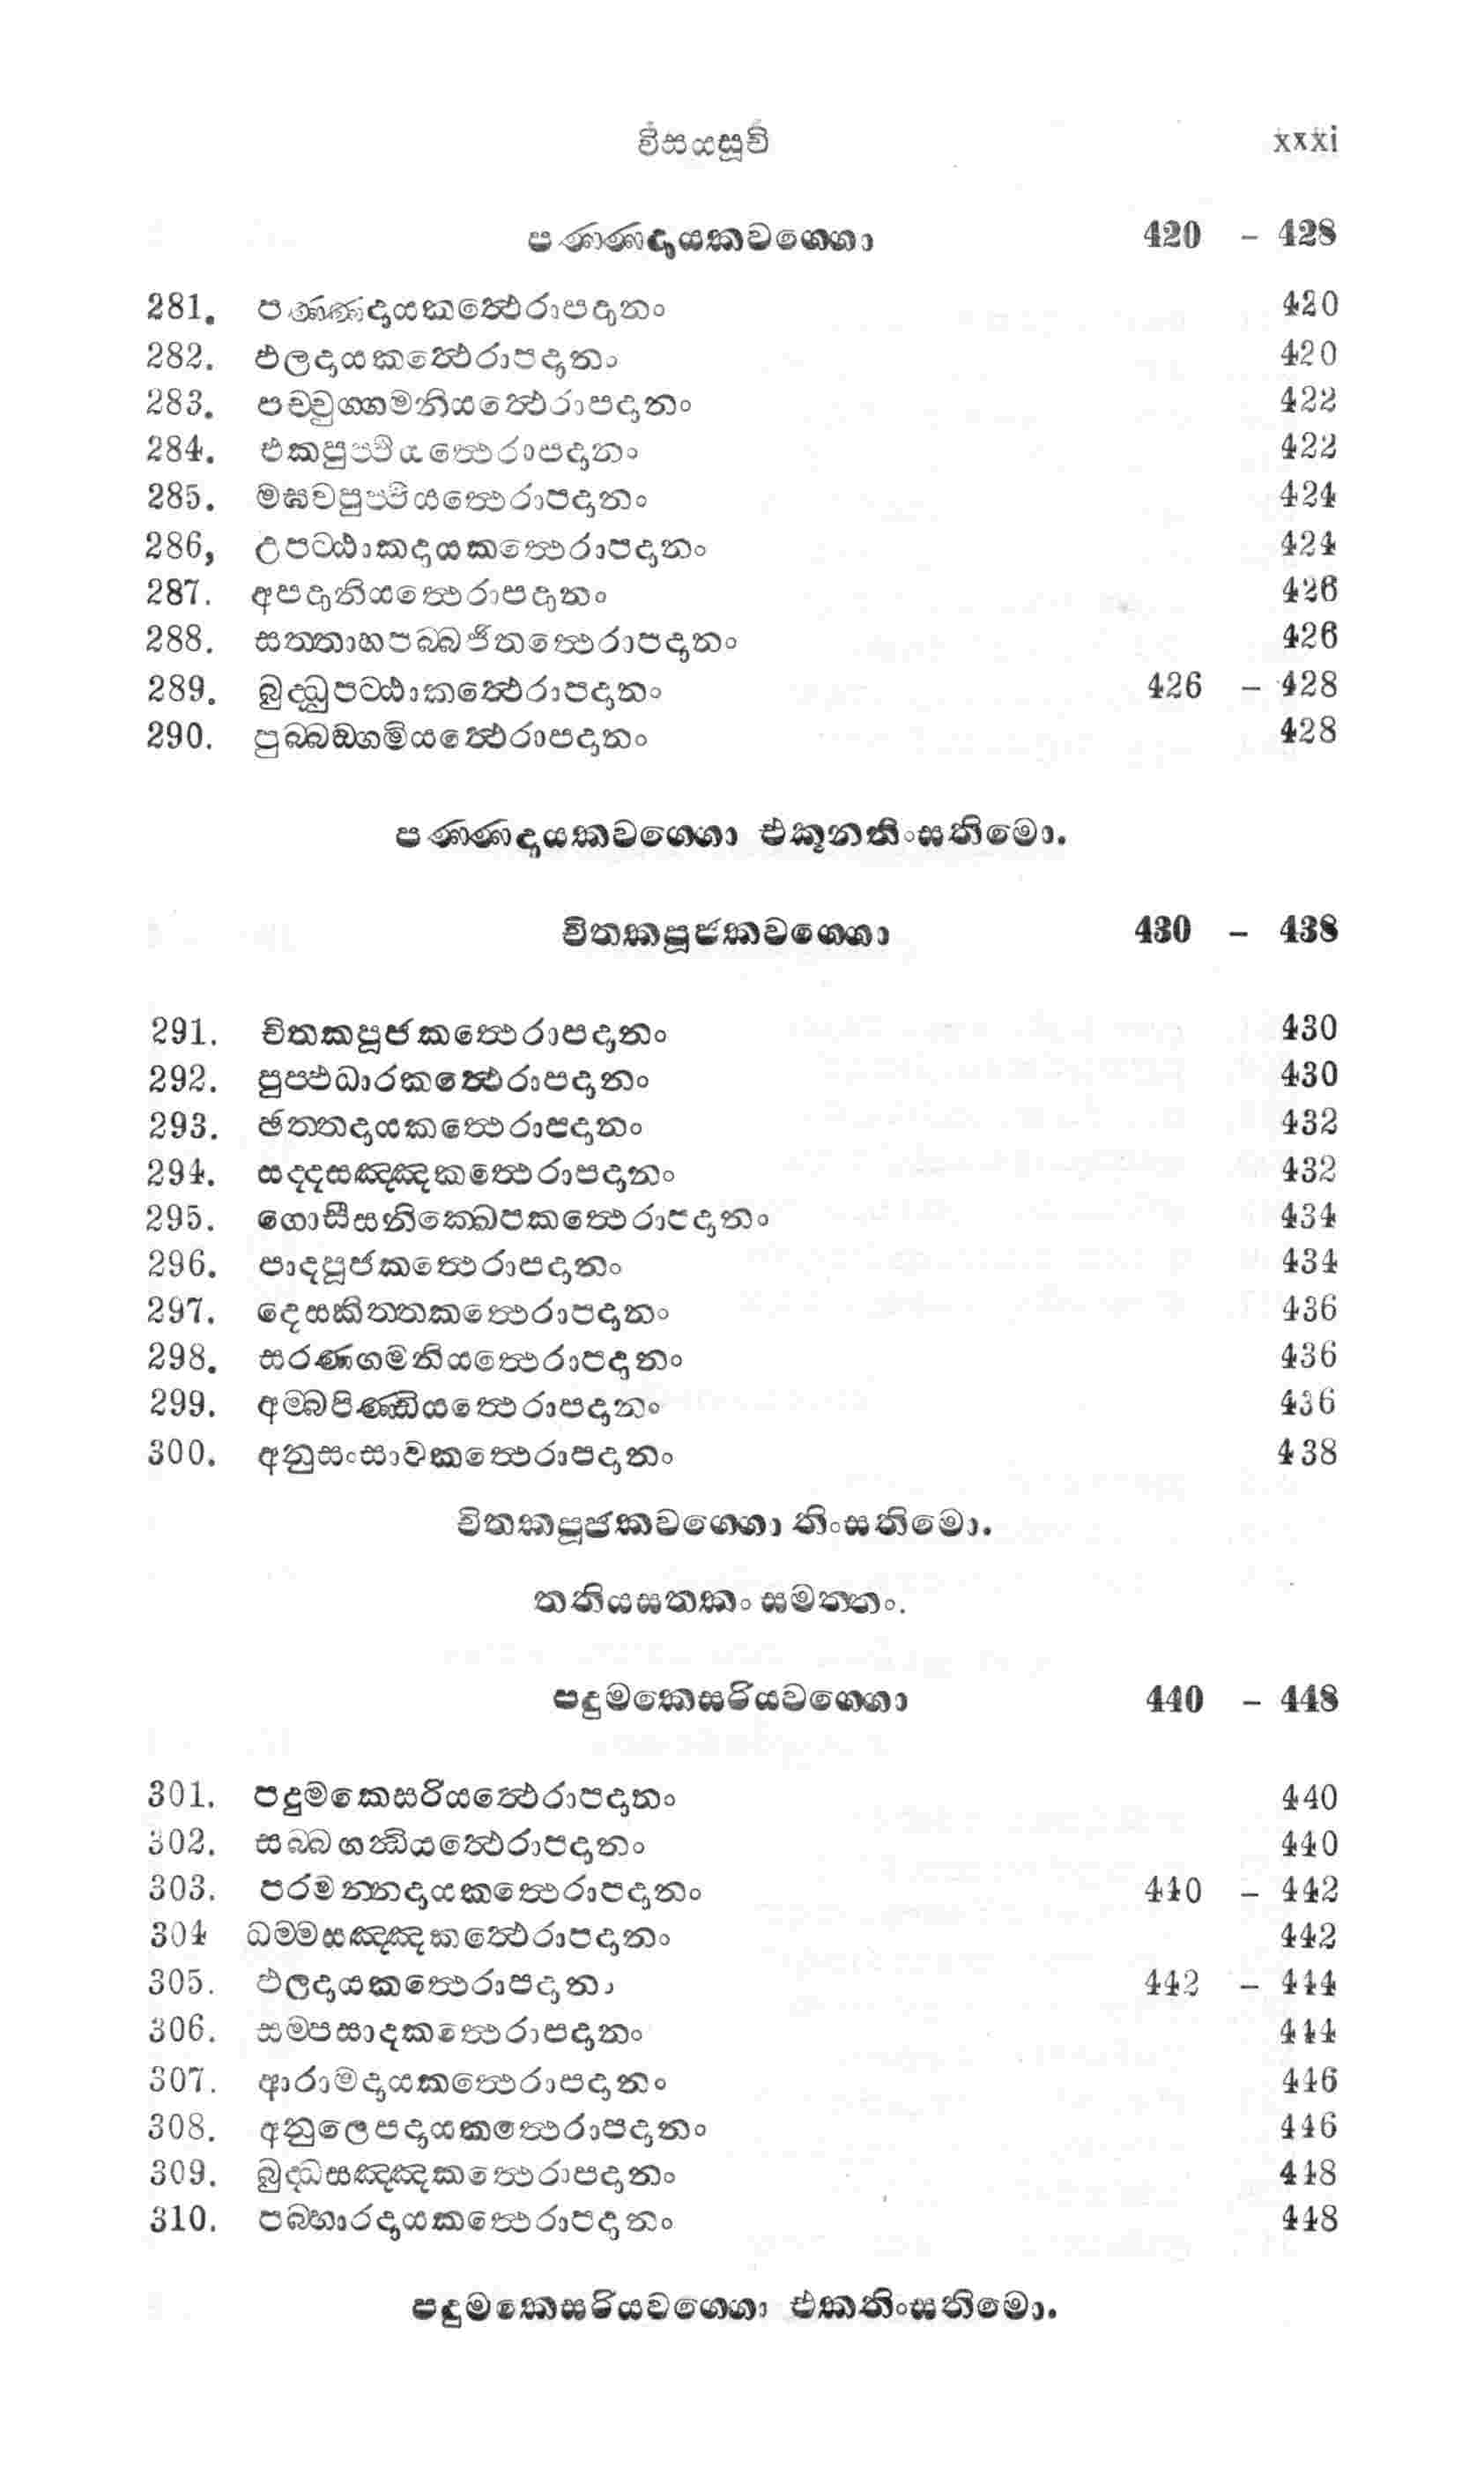 විසයසූචි xxxi
පණ්ණදායකවග්ගො 420 – 428
281. පණ්ණදායකත්ථෙරාපදානං 420
282. ඵලදායකත්ථෙරාපදානං 420
283. පච්චුග්ගමනියත්ථෙරාපදානං 422
284. එකපුප්ඵියත්ථෙරාපදානං 422
285. මඝවපුප්ඵියත්ථෙරාපදානං 424
286, උපට්ඨාකදායකත්ථෙරාපදානං 424
287. අපදානියත්ථෙරාපදානං 426
288. සත්තාහපබ්බජිතත්ථෙරාපදානං 426
289. බුද්ධුපට්ඨාකත්ථෙරාපදානං 426 – 428
290. පුබ්බඞ්ගමියත්ථෙරාපදානං 428
පණ්ණදායකවග්ගො එකූනතිංසතිමො.
චිතකපූජකවග්ගො 430 – 438
291. චිතකපූජකත්ථෙරාපදානං 430
292. පුප්ඵධාරකත්ථෙරාපදානං 430
293. ඡත්තදායකත්ථෙරාපදානං 432
294. සද්දසඤ්ඤකත්ථෙරාපදානං 432
295. ගොසීසනික්ඛෙපකත්ථෙරාපදානං 434
296. පාදපූජකත්ථෙරාපදානං 434
297. දෙසකිත්තකත්ථෙරාපදානං 436
298. සරණගමනියත්ථෙරාපදානං 436
299. අම්බපිණ්ඩියත්ථෙරාපදානං 436
300. අනුසංසාවකත්ථෙරාපදානං 438
චිතකපූජකවග්ගො තිංසතිමො.
තතියසතකං සමත්තං.
පදුමකෙසරියවග්ගො 440 – 448
301. පදුමකෙසරියත්ථෙරාපදානං 440
302. සබ්බගන්ධියත්ථෙරාපදානං 440
303. පරමන්නදායකත්ථෙරාපදානං 440 – 442
304 ධම්මසඤ්ඤකත්ථෙරාපදානං 442
305. ඵලදායකත්ථෙරාපදානං 442 – 444
306. සම්පසාදකත්ථෙරාපදානං 444
307. ආරාමදායකත්ථෙරාපදානං 446
308. අනුලෙපදායකත්ථෙරාපදානං 446
309. බුද්ධසඤ්ඤකත්ථෙරාපදානං 448
310. පබ්භාරදායකත්ථෙරාපදානං 448
පදුමකෙසරියවග්ගො එකතිංසතිමො.